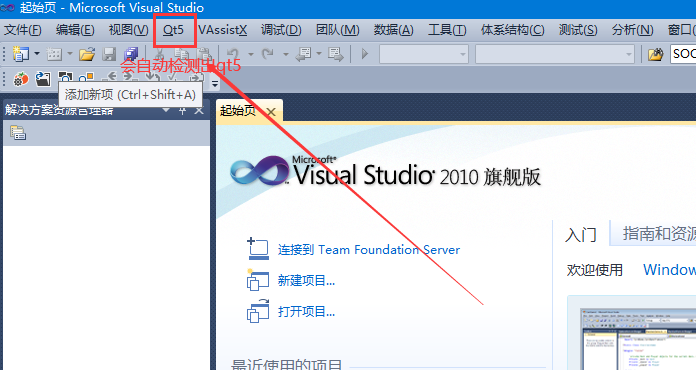 起始页 - Microsoft Visual Studio
文件(F) 编辑(E) 视图(V) Qt5 VAssistX 调试(D) 团队(M) 数据(A) 工具(T) 体系结构(C) 测试(S) 分析(N) 窗口
SOC
会自动检测出qt5
添加新项 (Ctrl+Shift+A)
解决方案资源管理器
起始页
Microsoft®
Visual Studio® 2010 旗舰版
连接到 Team Foundation Server
新建项目...
打开项目...
最近使用的项目
入门 指南和资源
欢迎使用 Window